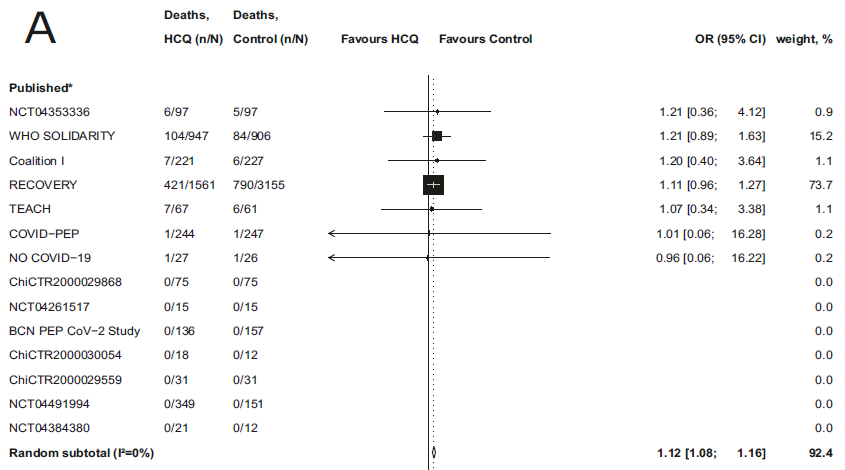 A
Deaths, Deaths,
HCQ (n/N) Control (n/N) Favours HCQ Favours Control OR (95% CI) weight, %
Published*
NCT04353336 6/97 5/97 1.21 [0.36; 4.12] 0.9
WHO SOLIDARITY 104/947 84/906 1.21 [0.89; 1.63] 15.2
Coalition I 7/221 6/227 1.20 [0.40; 3.64] 1.1
RECOVERY 421/1561 790/3155 1.11 [0.96; 1.27] 73.7
TEACH 7/67 6/61 1.07 [0.34; 3.38] 1.1
COVID−PEP 1/244 1/247 1.01 [0.06; 16.28] 0.2
NO COVID−19 1/27 1/26 0.96 [0.06; 16.22] 0.2
ChiCTR2000029868 0/75 0/75 0.0
NCT04261517 0/15 0/15 0.0
BCN PEP CoV−2 Study 0/136 0/157 0.0
ChiCTR2000030054 0/18 0/12 0.0
ChiCTR2000029559 0/31 0/31 0.0
NCT04491994 0/349 0/151 0.0
NCT04384380 0/21 0/12 0.0
Random subtotal (I²=0%) 1.12 [1.08; 1.16] 92.4